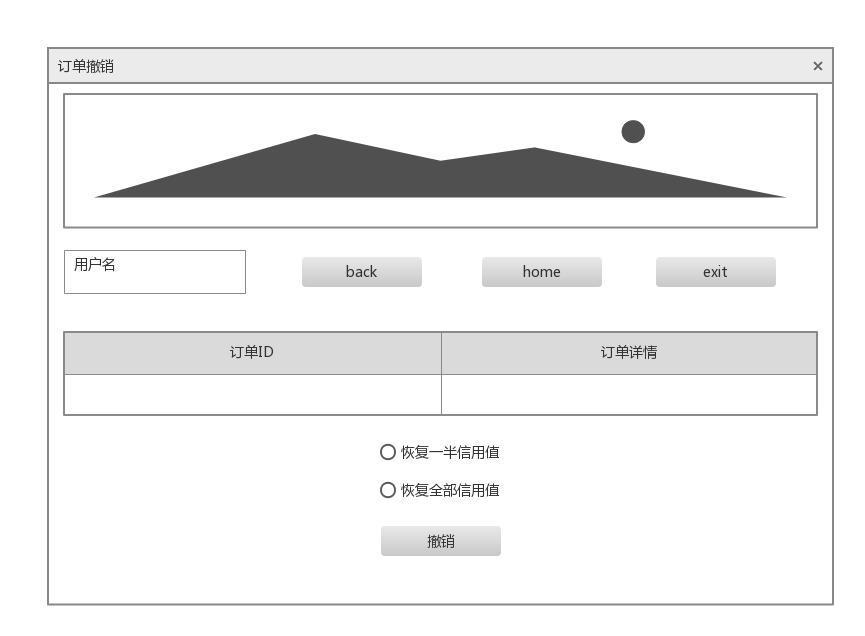 订单撤销
用户名
back
home
exit
订单ID
订单详情
恢复一半信用值
恢复全部信用值
撤销